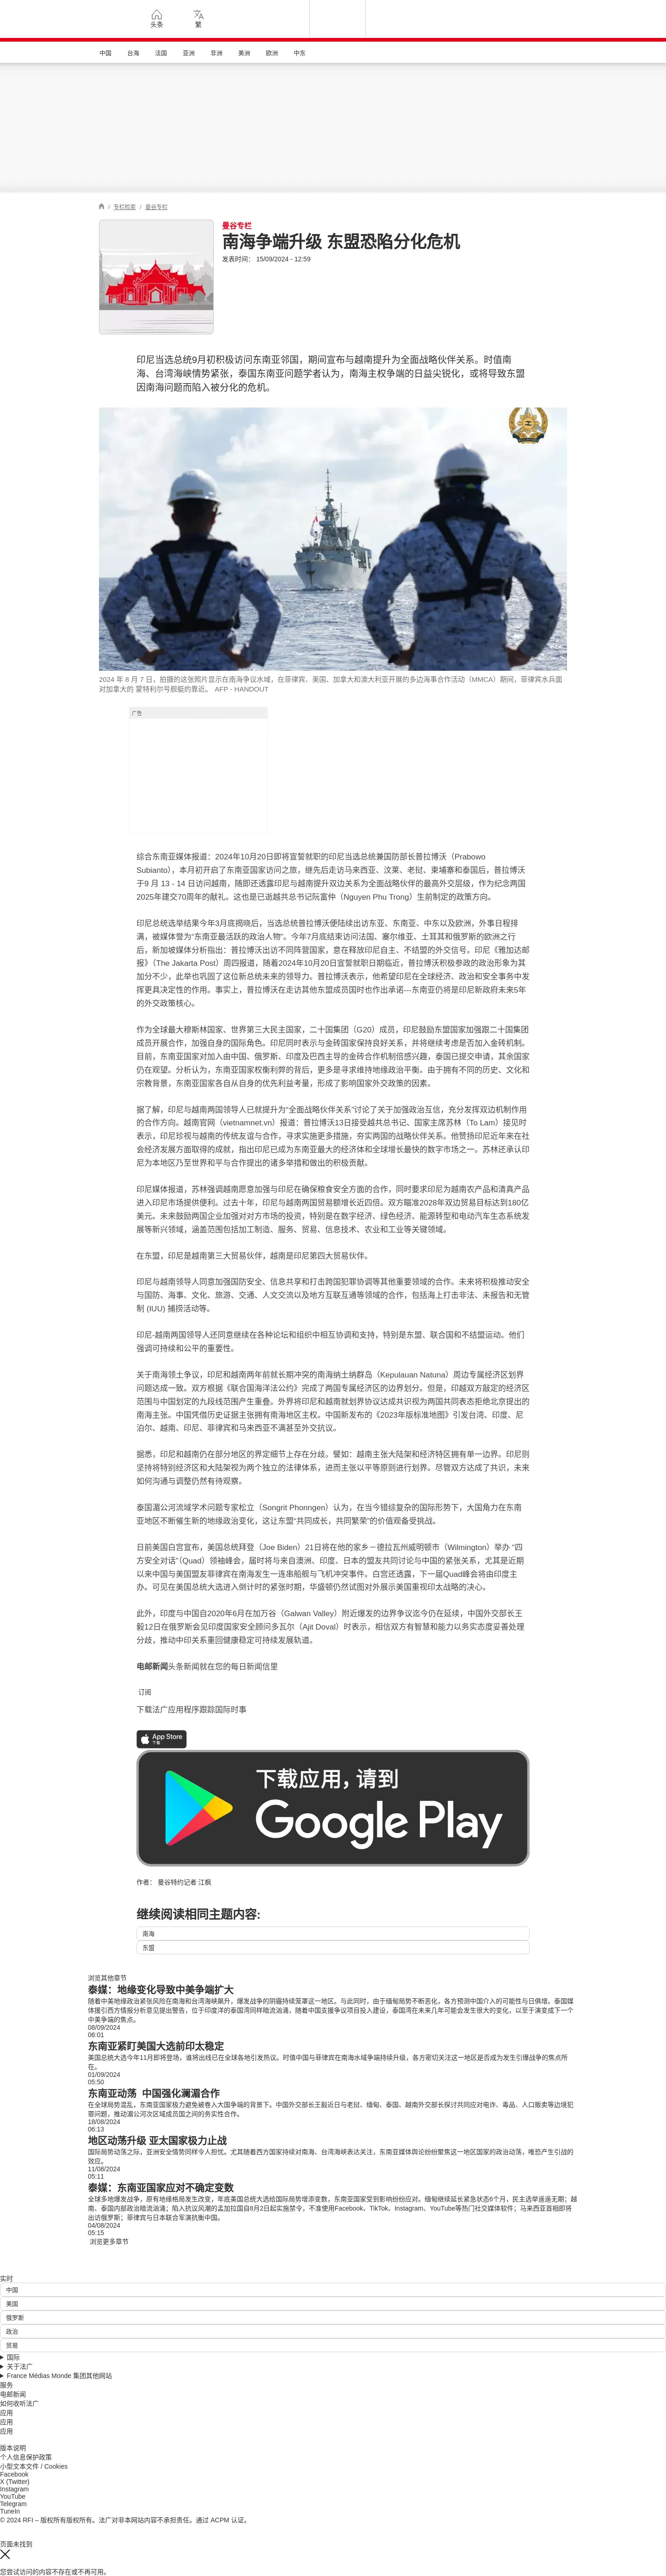 头条
繁
中国 台海 法国 亚洲 非洲 美洲 欧洲 中东
/ 专栏检索 / 曼谷专栏
曼谷专栏
南海争端升级 东盟恐陷分化危机
发表时间： 15/09/2024 - 12:59
印尼当选总统9月初积极访问东南亚邻国，期间宣布与越南提升为全面战略伙伴关系。时值南
海、台湾海峡情势紧张，泰国东南亚问题学者认为，南海主权争端的日益尖锐化，或将导致东盟
因南海问题而陷入被分化的危机。
2024 年 8 月 7 日，拍摄的这张照片显示在南海争议水域，在菲律宾、美国、加拿大和澳大利亚开展的多边海事合作活动（MMCA）期间，菲律宾水兵面
对加拿大的 蒙特利尔号舰艇的靠近。 AFP - HANDOUT
广告
综合东南亚媒体报道：2024年10月20日即将宣誓就职的印尼当选总统兼国防部长普拉博沃（Prabowo
Subianto），本月初开启了东南亚国家访问之旅，继先后走访马来西亚、汶莱、老挝、柬埔寨和泰国后，普拉博沃
于9 月 13 - 14 日访问越南，随即还透露印尼与越南提升双边关系为全面战略伙伴的最高外交层级，作为纪念两国
2025年建交70周年的献礼。这也是已逝越共总书记阮富仲（Nguyen Phu Trong）生前制定的政策方向。
印尼总统选举结果今年3月底揭晓后，当选总统普拉博沃便陆续出访东亚、东南亚、中东以及欧洲，外事日程排
满，被媒体誉为“东南亚最活跃的政治人物”。今年7月底结束访问法国、塞尔维亚、土耳其和俄罗斯的欧洲之行
后，新加坡媒体分析指出：普拉博沃出访不同阵营国家，意在释放印尼自主、不结盟的外交信号。印尼《雅加达邮
报》（The Jakarta Post）周四报道，随着2024年10月20日宣誓就职日期临近，普拉博沃积极参政的政治形象为其
加分不少，此举也巩固了这位新总统未来的领导力。普拉博沃表示，他希望印尼在全球经济、政治和安全事务中发
挥更具决定性的作用。事实上，普拉博沃在走访其他东盟成员国时也作出承诺---东南亚仍将是印尼新政府未来5年
的外交政策核心。
作为全球最大穆斯林国家、世界第三大民主国家，二十国集团（G20）成员，印尼鼓励东盟国家加强跟二十国集团
成员开展合作，加强自身的国际角色。印尼同时表示与金砖国家保持良好关系，并将继续考虑是否加入金砖机制。
目前，东南亚国家对加入由中国、俄罗斯、印度及巴西主导的金砖合作机制倍感兴趣，泰国已提交申请，其余国家
仍在观望。分析认为，东南亚国家权衡利弊的背后，更多是寻求维持地缘政治平衡。由于拥有不同的历史、文化和
宗教背景，东南亚国家各自从自身的优先利益考量，形成了影响国家外交政策的因素。
据了解，印尼与越南两国领导人已就提升为“全面战略伙伴关系”讨论了关于加强政治互信，充分发挥双边机制作用
的合作方向。越南官网（vietnamnet.vn）报道：普拉博沃13日接受越共总书记、国家主席苏林（To Lam）接见时
表示，印尼珍视与越南的传统友谊与合作，寻求实施更多措施，夯实两国的战略伙伴关系。他赞扬印尼近年来在社
会经济发展方面取得的成就，指出印尼已成为东南亚最大的经济体和全球增长最快的数字市场之一。苏林还承认印
尼为本地区乃至世界和平与合作提出的诸多举措和做出的积极贡献。
印尼媒体报道，苏林强调越南愿意加强与印尼在确保粮食安全方面的合作，同时要求印尼为越南农产品和清真产品
进入印尼市场提供便利。过去十年，印尼与越南两国贸易额增长近四倍。双方瞄准2028年双边贸易目标达到180亿
美元。未来鼓励两国企业加强对对方市场的投资，特别是在数字经济、绿色经济、能源转型和电动汽车生态系统发
展等新兴领域，涵盖范围包括加工制造、服务、贸易、信息技术、农业和工业等关键领域。
在东盟，印尼是越南第三大贸易伙伴，越南是印尼第四大贸易伙伴。
印尼与越南领导人同意加强国防安全、信息共享和打击跨国犯罪协调等其他重要领域的合作。未来将积极推动安全
与国防、海事、文化、旅游、交通、人文交流以及地方互联互通等领域的合作，包括海上打击非法、未报告和无管
制 (IUU) 捕捞活动等。
印尼-越南两国领导人还同意继续在各种论坛和组织中相互协调和支持，特别是东盟、联合国和不结盟运动。他们
强调可持续和公平的重要性。
关于南海领土争议，印尼和越南两年前就长期冲突的南海纳土纳群岛（Kepulauan Natuna）周边专属经济区划界
问题达成一致。双方根据《联合国海洋法公约》完成了两国专属经济区的边界划分。但是，印越双方敲定的经济区
范围与中国划定的九段线范围产生重叠。外界将印尼和越南就划界协议达成共识视为两国共同表态拒绝北京提出的
南海主张。中国凭借历史证据主张拥有南海地区主权。中国新发布的《2023年版标准地图》引发台湾、印度、尼
泊尔、越南、印尼、菲律宾和马来西亚不满甚至外交抗议。
据悉，印尼和越南仍在部分地区的界定细节上存在分歧。譬如：越南主张大陆架和经济特区拥有单一边界。印尼则
坚持将特别经济区和大陆架视为两个独立的法律体系，进而主张以平等原则进行划界。尽管双方达成了共识，未来
如何沟通与调整仍然有待观察。
泰国湄公河流域学术问题专家松立（Songrit Phonngen）认为，在当今错综复杂的国际形势下，大国角力在东南
亚地区不断催生新的地缘政治变化，这让东盟“共同成长，共同繁荣”的价值观备受挑战。
日前美国白宫宣布，美国总统拜登（Joe Biden）21日将在他的家乡－德拉瓦州威明顿市（Wilmington）举办 “四
方安全对话”（Quad）领袖峰会，届时将与来自澳洲、印度、日本的盟友共同讨论与中国的紧张关系，尤其是近期
以来中国与美国盟友菲律宾在南海发生一连串船艇与飞机冲突事件。白宫还透露，下一届Quad峰会将由印度主
办。可见在美国总统大选进入倒计时的紧张时期，华盛顿仍然试图对外展示美国重视印太战略的决心。
此外，印度与中国自2020年6月在加万谷（Galwan Valley）附近爆发的边界争议迄今仍在延续，中国外交部长王
毅12日在俄罗斯会见印度国家安全顾问多瓦尔（Ajit Doval）时表示，相信双方有智慧和能力以务实态度妥善处理
分歧，推动中印关系重回健康稳定可持续发展轨道。
电邮新闻头条新闻就在您的每日新闻信里
订阅
下载法广应用程序跟踪国际时事
App Store
下载
下载应用，请到
Google Play
作者： 曼谷特约记者 江枫
继续阅读相同主题内容:
南海
东盟
浏览其他章节
泰媒：地缘变化导致中美争端扩大
随着中美地缘政治紧张风险在南海和台湾海峡飙升，爆发战争的阴霾持续笼罩这一地区。与此同时，由于缅甸局势不断恶化，各方预测中国介入的可能性与日俱增。泰国媒
体援引西方情报分析意见提出警告，位于印度洋的泰国湾同样暗流汹涌，随着中国支援争议项目投入建设，泰国湾在未来几年可能会发生很大的变化，以至于演变成下一个
中美争端的焦点。
08/09/2024
06:01
东南亚紧盯美国大选前印太稳定
美国总统大选今年11月即将登场，谁将出线已在全球各地引发热议。时值中国与菲律宾在南海水域争端持续升级，各方密切关注这一地区是否成为发生引爆战争的焦点所
在。
01/09/2024
05:50
东南亚动荡 中国强化澜湄合作
在全球局势混乱，东南亚国家极力避免被卷入大国争端的背景下。中国外交部长王毅近日与老挝、缅甸、泰国、越南外交部长探讨共同应对电诈、毒品、人口贩卖等边境犯
罪问题，推动湄公河次区域成员国之间的务实性合作。
18/08/2024
06:13
地区动荡升级 亚太国家极力止战
国际局势动荡之际，亚洲安全情势同样令人担忧。尤其随着西方国家持续对南海、台湾海峡表达关注，东南亚媒体舆论纷纷聚焦这一地区国家的政治动荡，唯恐产生引战的
效应。
11/08/2024
05:11
泰媒：东南亚国家应对不确定变数
全球多地爆发战争，原有地缘格局发生改变，年底美国总统大选给国际局势增添变数，东南亚国家受到影响纷纷应对。缅甸继续延长紧急状态6个月，民主选举遥遥无期；越
南、泰国内部政治暗流汹涌；陷入抗议风潮的孟加拉国自8月2日起实施禁令，不准使用Facebook、TikTok、Instagram、YouTube等热门社交媒体软件；马来西亚首相即将
出访俄罗斯；菲律宾与日本联合军演抗衡中国。
04/08/2024
05:15
浏览更多章节
实时
中国
美国
俄罗斯
政治
贸易
国际
关于法广
France Médias Monde 集团其他网站
服务
电邮新闻
如何收听法广
应用
应用
应用
版本说明
个人信息保护政策
小型文本文件 / Cookies
Facebook
X (Twitter)
Instagram
YouTube
Telegram
TuneIn
© 2024 RFI – 版权所有版权所有。法广对非本网站内容不承担责任。通过 ACPM 认证。
页面未找到
您尝试访问的内容不存在或不再可用。